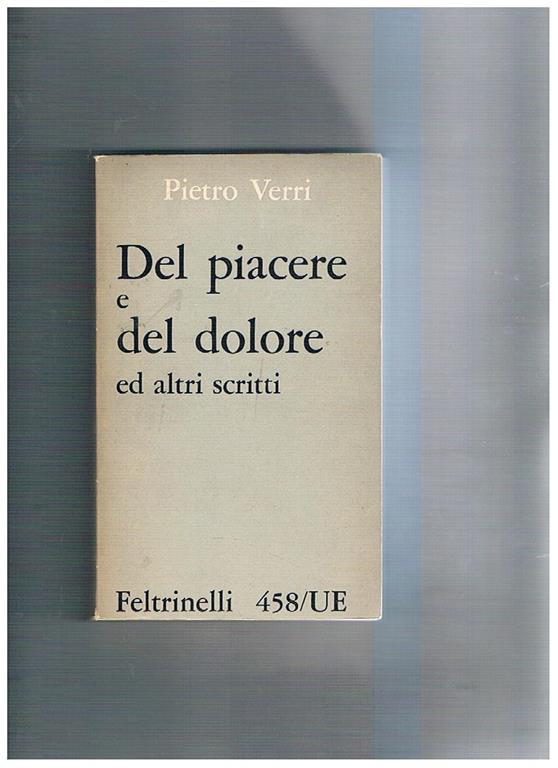 Pietro Verri
Del piacere
e
del dolore
ed altri scritti
Feltrinelli 458/UE